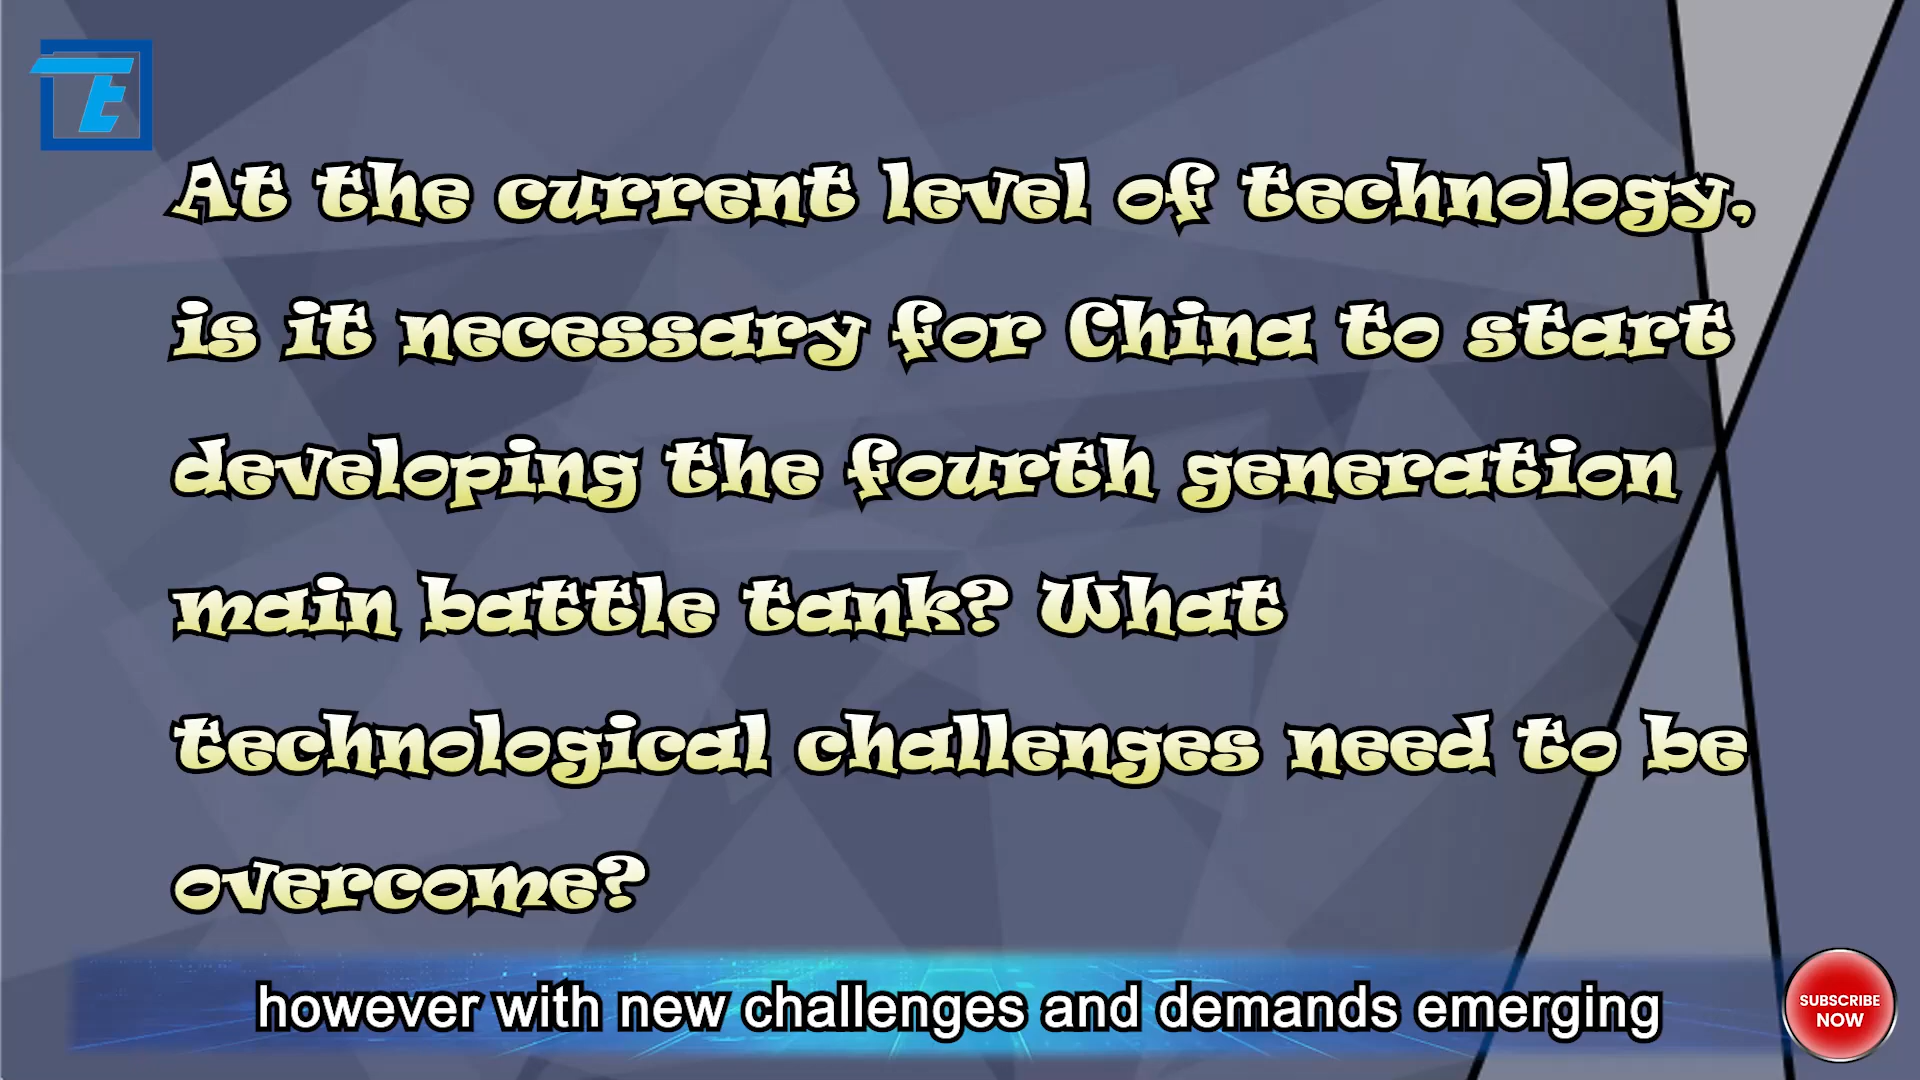 At the current level of technology,
is it necessary for China to start
developing the fourth generation
main battle tank? What
technological challenges need to be
overcome?
however with new challenges and demands emerging
SUBSCRIBE
NOW